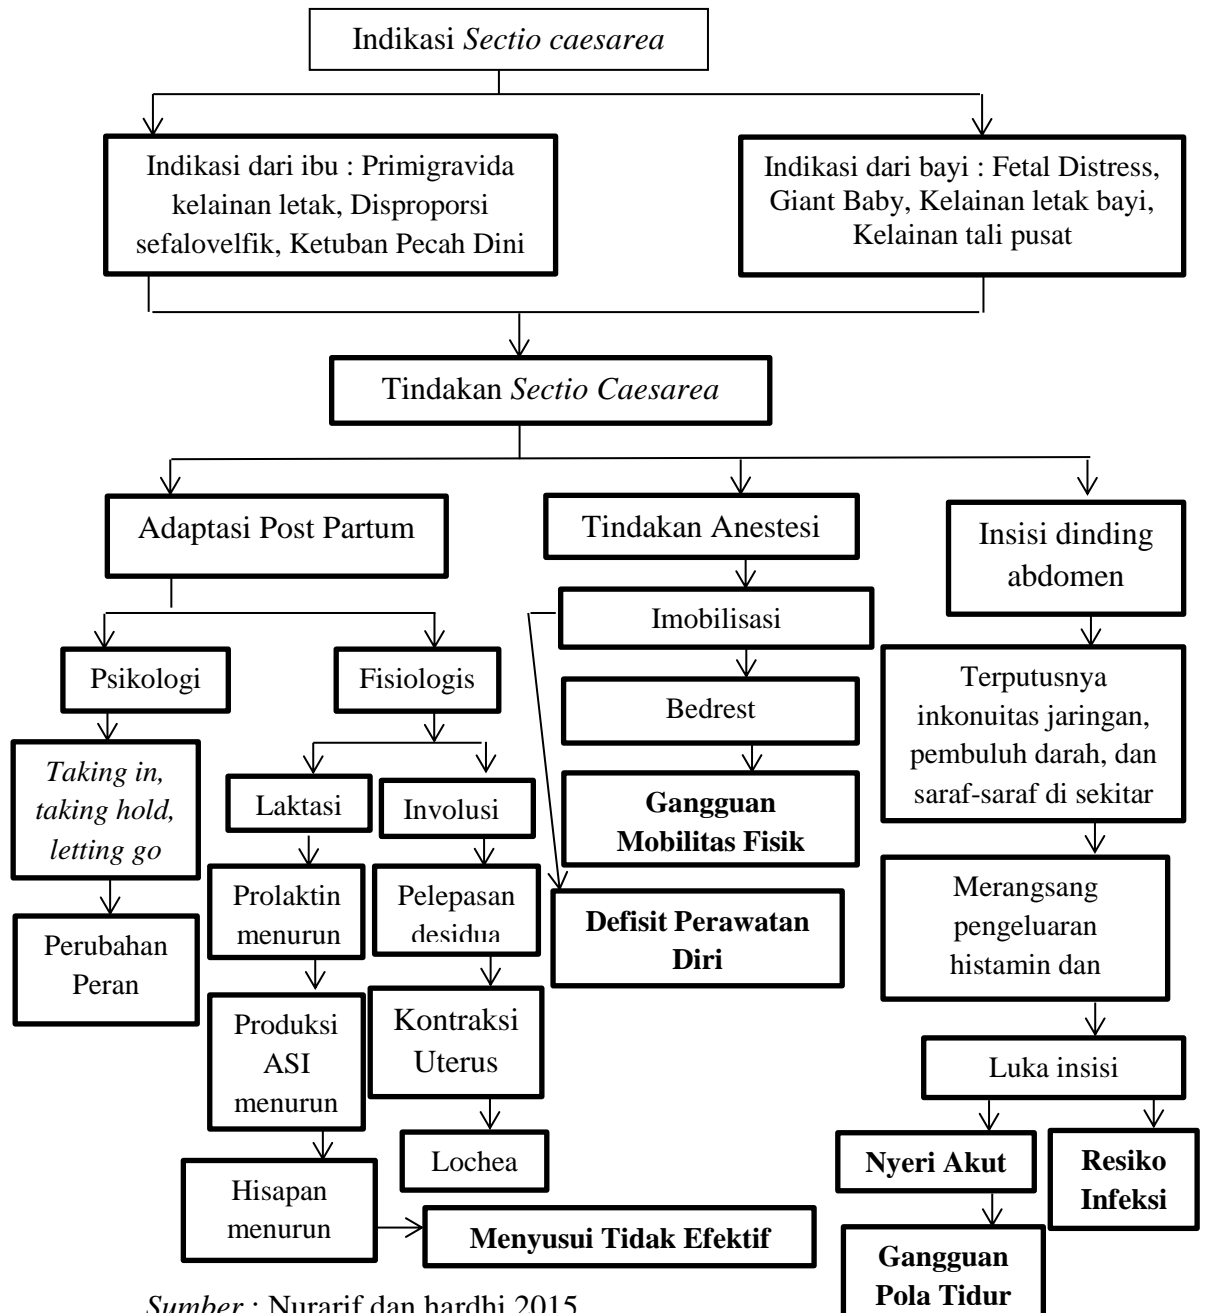 Indikasi Sectio caesarea
Indikasi dari ibu : Primigravida
kelainan letak, Disproporsi
sefalovelfik, Ketuban Pecah Dini
Indikasi dari bayi : Fetal Distress,
Giant Baby, Kelainan letak bayi,
Kelainan tali pusat
Tindakan Sectio Caesarea
Adaptasi Post Partum
Tindakan Anestesi
Insisi dinding
abdomen
Imobilisasi
Psikologi
Fisiologis
Bedrest
Terputusnya
inkonuitas jaringan,
pembuluh darah, dan
saraf-saraf di sekitar
Taking in,
taking hold,
letting go
Laktasi
Involusi
Gangguan
Mobilitas Fisik
Prolaktin
menurun
Pelepasan
desidua
Defisit Perawatan
Diri
Merangsang
pengeluaran
histamin dan
Perubahan
Peran
Produksi
ASI
menurun
Kontraksi
Uterus
Luka insisi
Lochea
Nyeri Akut
Resiko
Infeksi
Hisapan
menurun
Menyusui Tidak Efektif
Gangguan
Pola Tidur
Sumber : Nurarif dan hardhi 2015